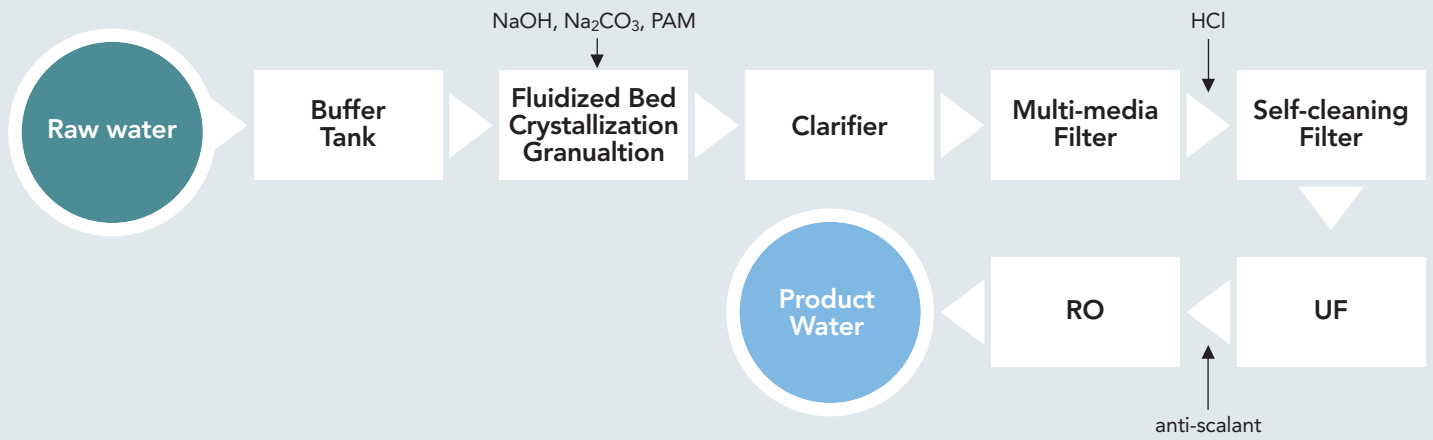 NaOH, Na₂CO₃, PAM
HCl
Raw water
Buffer
Tank
Fluidized Bed
Crystallization
Granualtion
Clarifier
Multi-media
Filter
Self-cleaning
Filter
Product
Water
RO
UF
anti-scalant